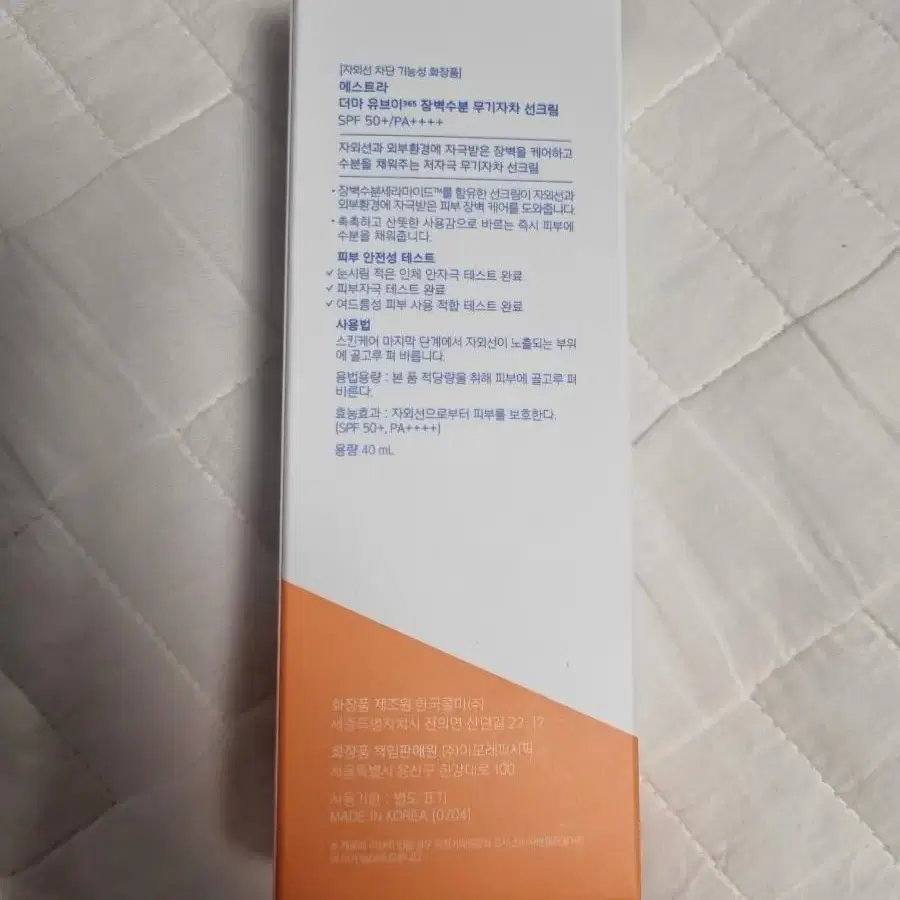 |자외선 차단 기능성 화장품|
에스트라
더마 유브이365 장벽수분 무기자차 선크림
SPF 50+/PA++++
자외선과 외부환경에 자극받은 장벽을 케어하고
수분을 채워주는 저자극 무기자차 선크림
• 장벽수분세라마이드™를 함유한 선크림이 자외선과
외부환경에 자극받은 피부 장벽 케어를 도와줍니다.
• 촉촉하고 산뜻한 사용감으로 바르는 즉시 피부에
수분을 채워줍니다.
피부 안전성 테스트
✓ 눈시림 적은 인체 안자극 테스트 완료
✓ 피부자극 테스트 완료
✓ 여드름성 피부 사용 적합 테스트 완료
사용법
스킨케어 마지막 단계에서 자외선이 노출되는 부위
에 골고루 펴 바릅니다.
용법용량 : 본 품 적당량을 취해 피부에 골고루 펴
바른다.
효능효과 : 자외선으로부터 피부를 보호한다.
(SPF 50+, PA++++)
용량 40 mL
화장품 제조원 한국콜마(주)
세종특별자치시 전의면 산단길 22-17
화장품 책임판매원 (주)아모레퍼시픽
서울특별시 용산구 한강대로 100
사용기한 : 별도 표기
MADE IN KOREA (0704)